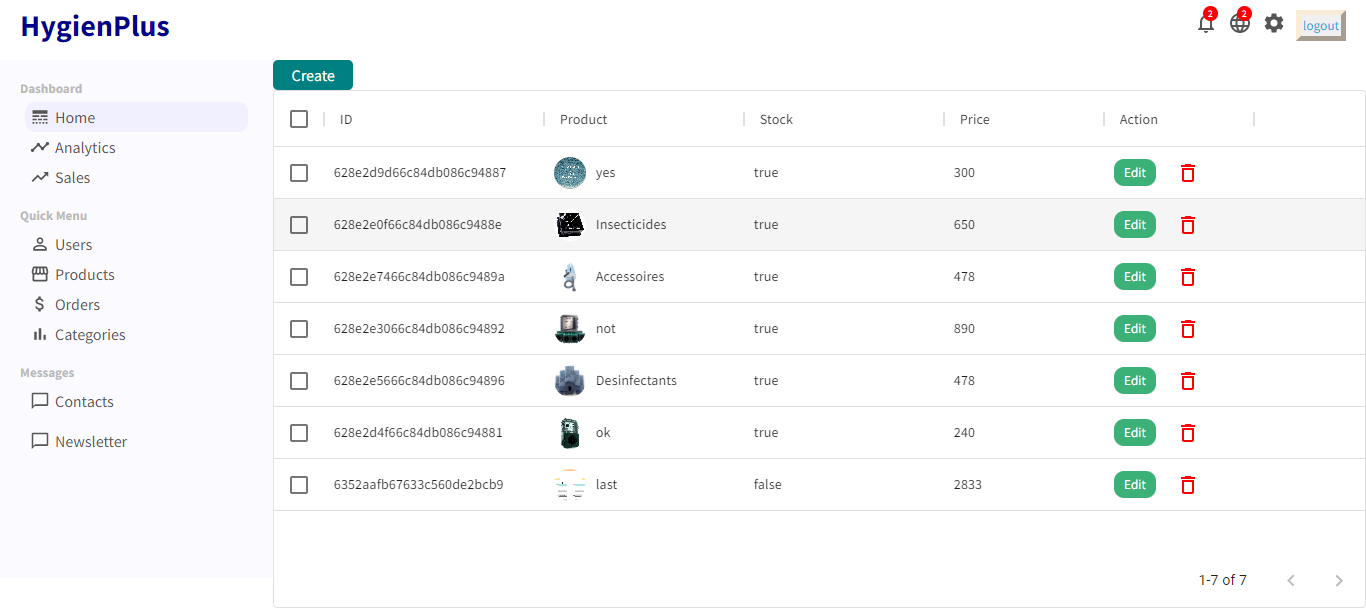 HygienPlus
2
2
logout
Dashboard
Home
Analytics
Sales
Quick Menu
Users
Products
Orders
Categories
Messages
Contacts
Newsletter
Create
ID Product Stock Price Action
628e2d9d66c84db086c94887 yes true 300 Edit
628e2e0f66c84db086c9488e Insecticides true 650 Edit
628e2e7466c84db086c9489a Accessoires true 478 Edit
628e2e3066c84db086c94892 not true 890 Edit
628e2e5666c84db086c94896 Desinfectants true 478 Edit
628e2d4f66c84db086c94881 ok true 240 Edit
6352aafb67633c560de2bcb9 last false 2833 Edit
1-7 of 7